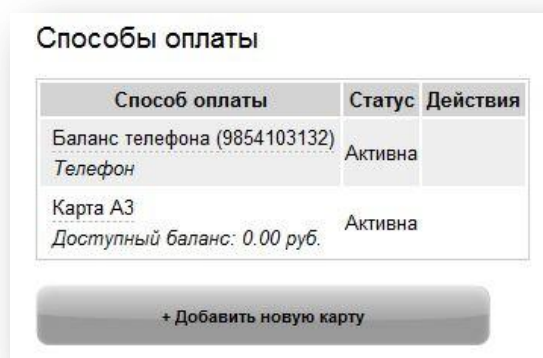 Способы оплаты
Способ оплаты Статус Действия
Баланс телефона (9854103132) Активна
Телефон
Карта А3 Активна
Доступный баланс: 0.00 руб.
+ Добавить новую карту